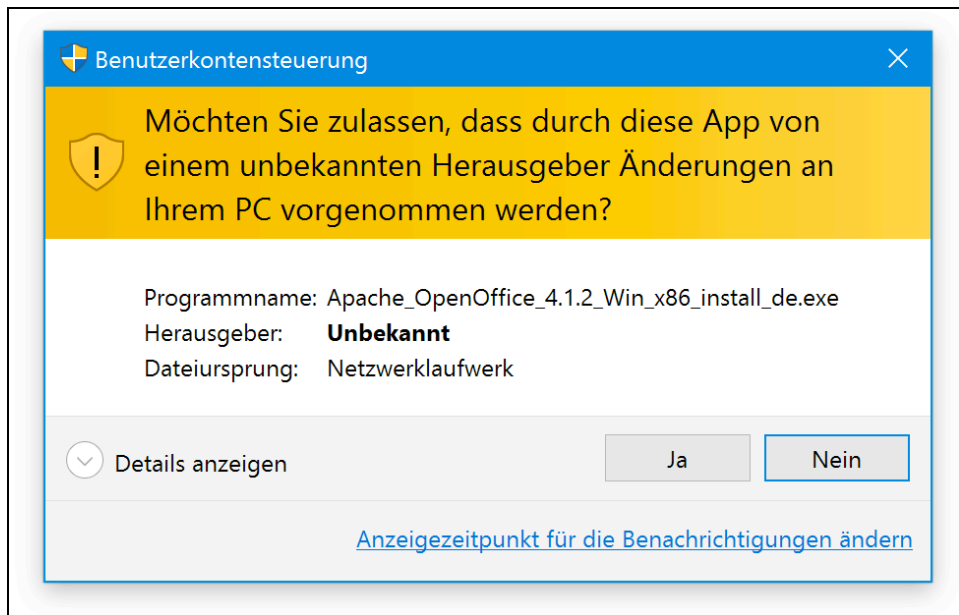 Benutzerkontensteuerung
Möchten Sie zulassen, dass durch diese App von
einem unbekannten Herausgeber Änderungen an
Ihrem PC vorgenommen werden?
Programmname: Apache_OpenOffice_4.1.2_Win_x86_install_de.exe
Herausgeber: Unbekannt
Dateiursprung: Netzwerklaufwerk
Details anzeigen Ja Nein
Anzeigezeitpunkt für die Benachrichtigungen ändern